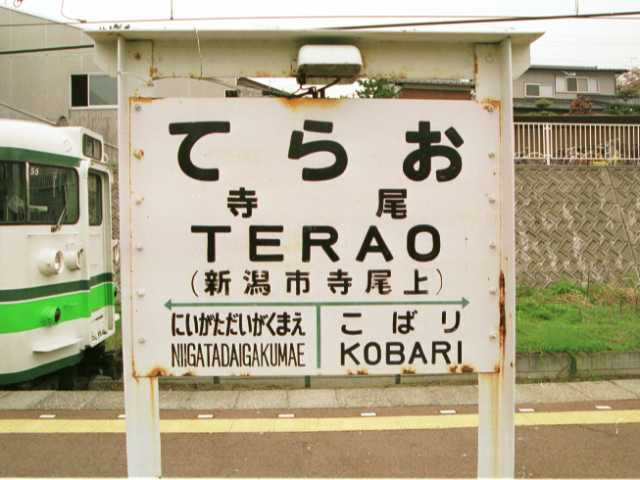 てらお
寺尾
TERAO
(新潟市寺尾上)
にいがただいがくまえ
こばり
NIIGATADAIGAKUMAE
KOBARI